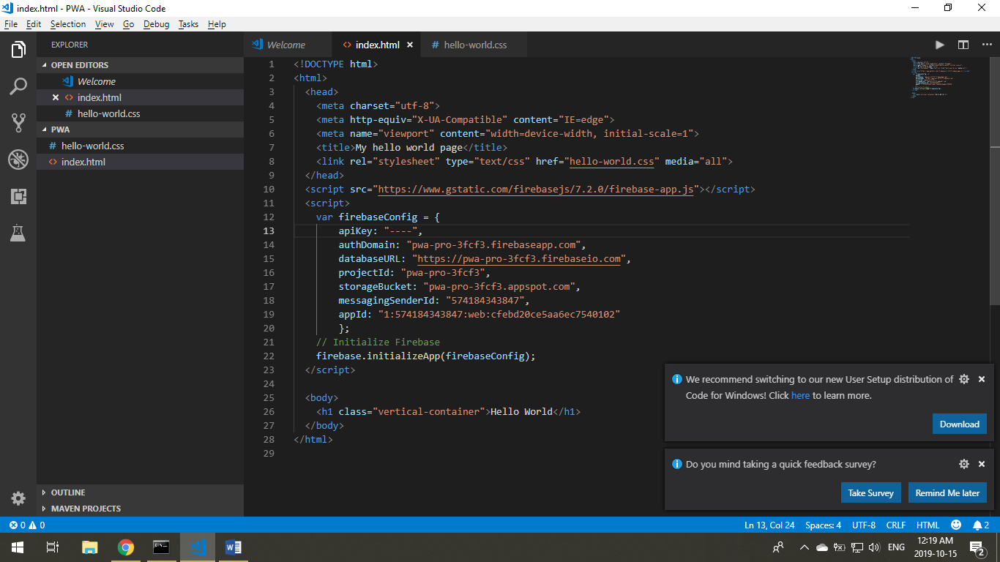 index.html - PWA - Visual Studio Code
File Edit Selection View Go Debug Tasks Help
EXPLORER
OPEN EDITORS
Welcome
index.html
hello-world.css
PWA
hello-world.css
index.html
OUTLINE
MAVEN PROJECTS
Welcome index.html hello-world.css
1 <!DOCTYPE html>
2 <html>
3 <head>
4 <meta charset="utf-8">
5 <meta http-equiv="X-UA-Compatible" content="IE=edge">
6 <meta name="viewport" content="width=device-width, initial-scale=1">
7 <title>My hello world page</title>
8 <link rel="stylesheet" type="text/css" href="hello-world.css" media="all">
9 </head>
10 <script src="https://www.gstatic.com/firebasejs/7.2.0/firebase-app.js"></script>
11 <script>
12 var firebaseConfig = {
13 apiKey: "----",
14 authDomain: "pwa-pro-3fcf3.firebaseapp.com",
15 databaseURL: "https://pwa-pro-3fcf3.firebaseio.com",
16 projectId: "pwa-pro-3fcf3",
17 storageBucket: "pwa-pro-3fcf3.appspot.com",
18 messagingSenderId: "574184343847",
19 appId: "1:574184343847:web:cfebd20ce5aa6ec7540102"
20 };
21 // Initialize Firebase
22 firebase.initializeApp(firebaseConfig);
23 </script>
24
25 <body>
26 <h1 class="vertical-container">Hello World</h1>
27 </body>
28 </html>
29
We recommend switching to our new User Setup distribution of
Code for Windows! Click here to learn more.
Download
Do you mind taking a quick feedback survey?
Take Survey Remind Me later
0 0 Ln 13, Col 24 Spaces: 4 UTF-8 CRLF HTML 2
ENG 12:19 AM
2019-10-15 2